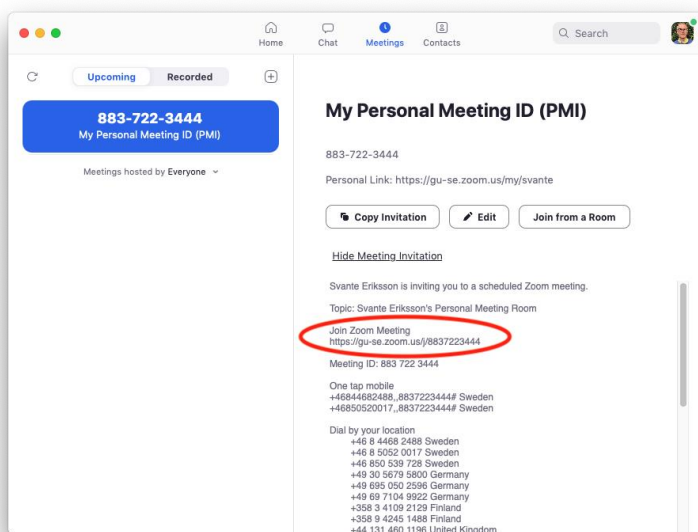 Home
Chat
Meetings
Contacts
Search
Upcoming
Recorded
883-722-3444
My Personal Meeting ID (PMI)
Meetings hosted by Everyone
My Personal Meeting ID (PMI)
883-722-3444
Personal Link: https://gu-se.zoom.us/my/svante
Copy Invitation
Edit
Join from a Room
Hide Meeting Invitation
Svante Eriksson is inviting you to a scheduled Zoom meeting.
Topic: Svante Eriksson's Personal Meeting Room
Join Zoom Meeting
https://gu-se.zoom.us/j/8837223444
Meeting ID: 883 722 3444
One tap mobile
+46844682488,,8837223444# Sweden
+46850520017,,8837223444# Sweden
Dial by your location
+46 8 4468 2488 Sweden
+46 8 5052 0017 Sweden
+46 850 539 728 Sweden
+49 30 5679 5800 Germany
+49 695 050 2596 Germany
+49 69 7104 9922 Germany
+358 3 4109 2129 Finland
+358 9 4245 1488 Finland
+44 131 460 1196 United Kingdom